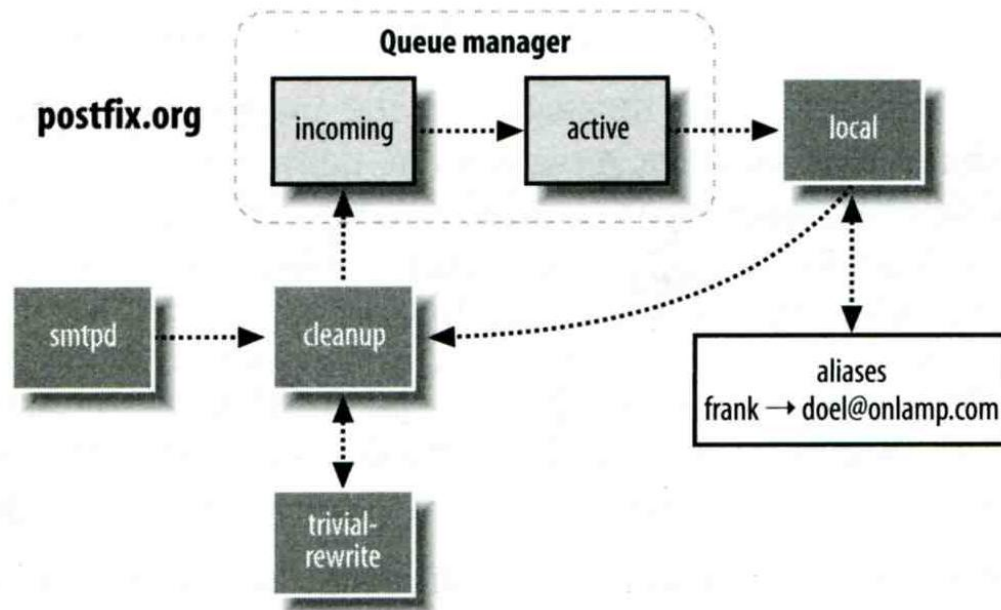 Queue manager
postfix.org
incoming
active
local
smtpd
cleanup
aliases
frank → doel@onlamp.com
trivial-
rewrite